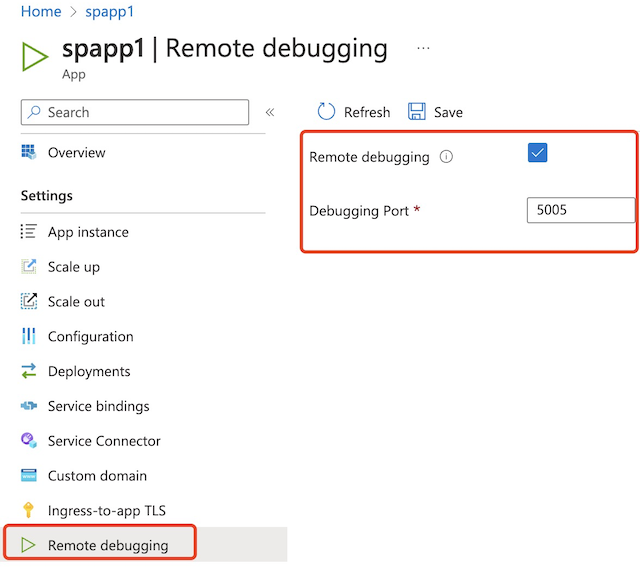 Home > spapp1
spapp1 | Remote debugging ...
App
Search «
Refresh Save
Overview
Remote debugging
Settings
Debugging Port * 5005
App instance
Scale up
Scale out
Configuration
Deployments
Service bindings
Service Connector
Custom domain
Ingress-to-app TLS
Remote debugging